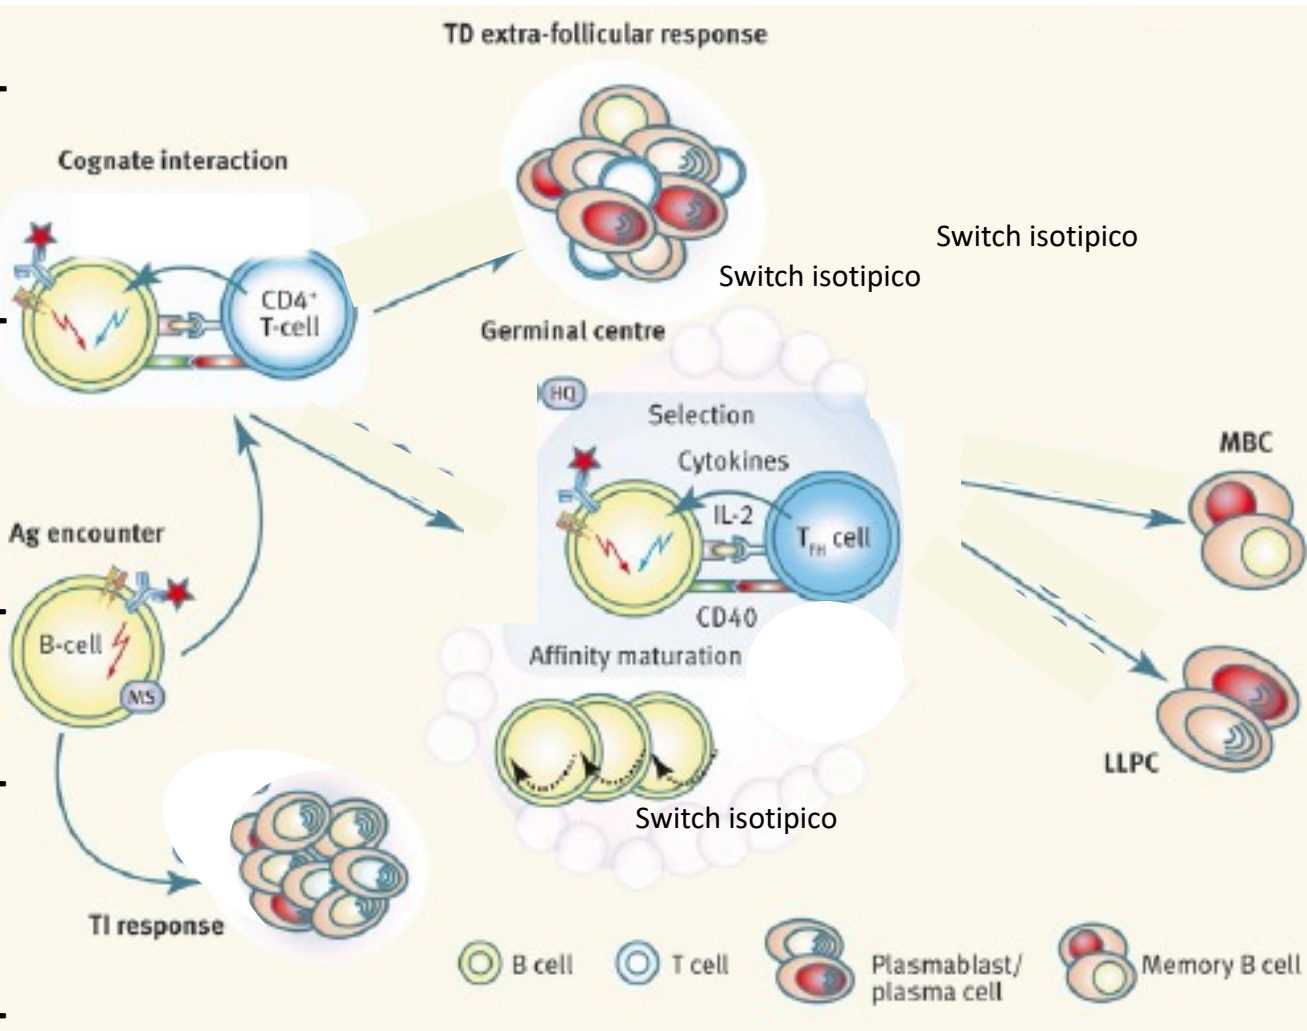 TD extra-follicular response
Cognate interaction
CD4⁺
T-cell
Switch isotipico
Switch isotipico
Germinal centre
HQ
Selection
Cytokines
IL-2
T_FH cell
CD40
Affinity maturation
Switch isotipico
MBC
LLPC
Ag encounter
B-cell
MS
TI response
B cell
T cell
Plasmablast/
plasma cell
Memory B cell